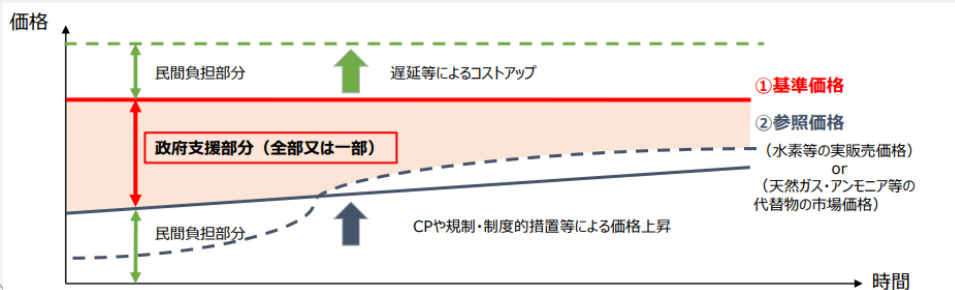 価格
民間負担部分
遅延等によるコストアップ
①基準価格
②参照価格
政府支援部分（全部又は一部）
（水素等の実販売価格）
or
（天然ガス・アンモニア等の
代替物の市場価格）
民間負担部分
CPや規制・制度的措置等による価格上昇
時間